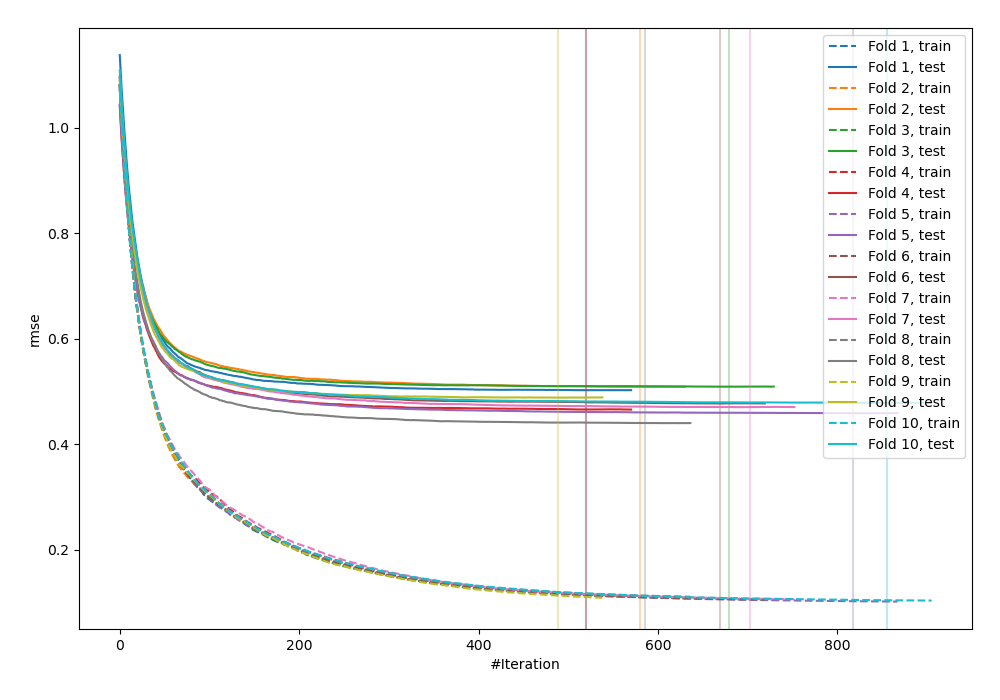 1.0
0.8
0.6
0.4
0.2
rmse
0
200
400
600
800
#Iteration
Fold 1, train
Fold 1, test
Fold 2, train
Fold 2, test
Fold 3, train
Fold 3, test
Fold 4, train
Fold 4, test
Fold 5, train
Fold 5, test
Fold 6, train
Fold 6, test
Fold 7, train
Fold 7, test
Fold 8, train
Fold 8, test
Fold 9, train
Fold 9, test
Fold 10, train
Fold 10, test